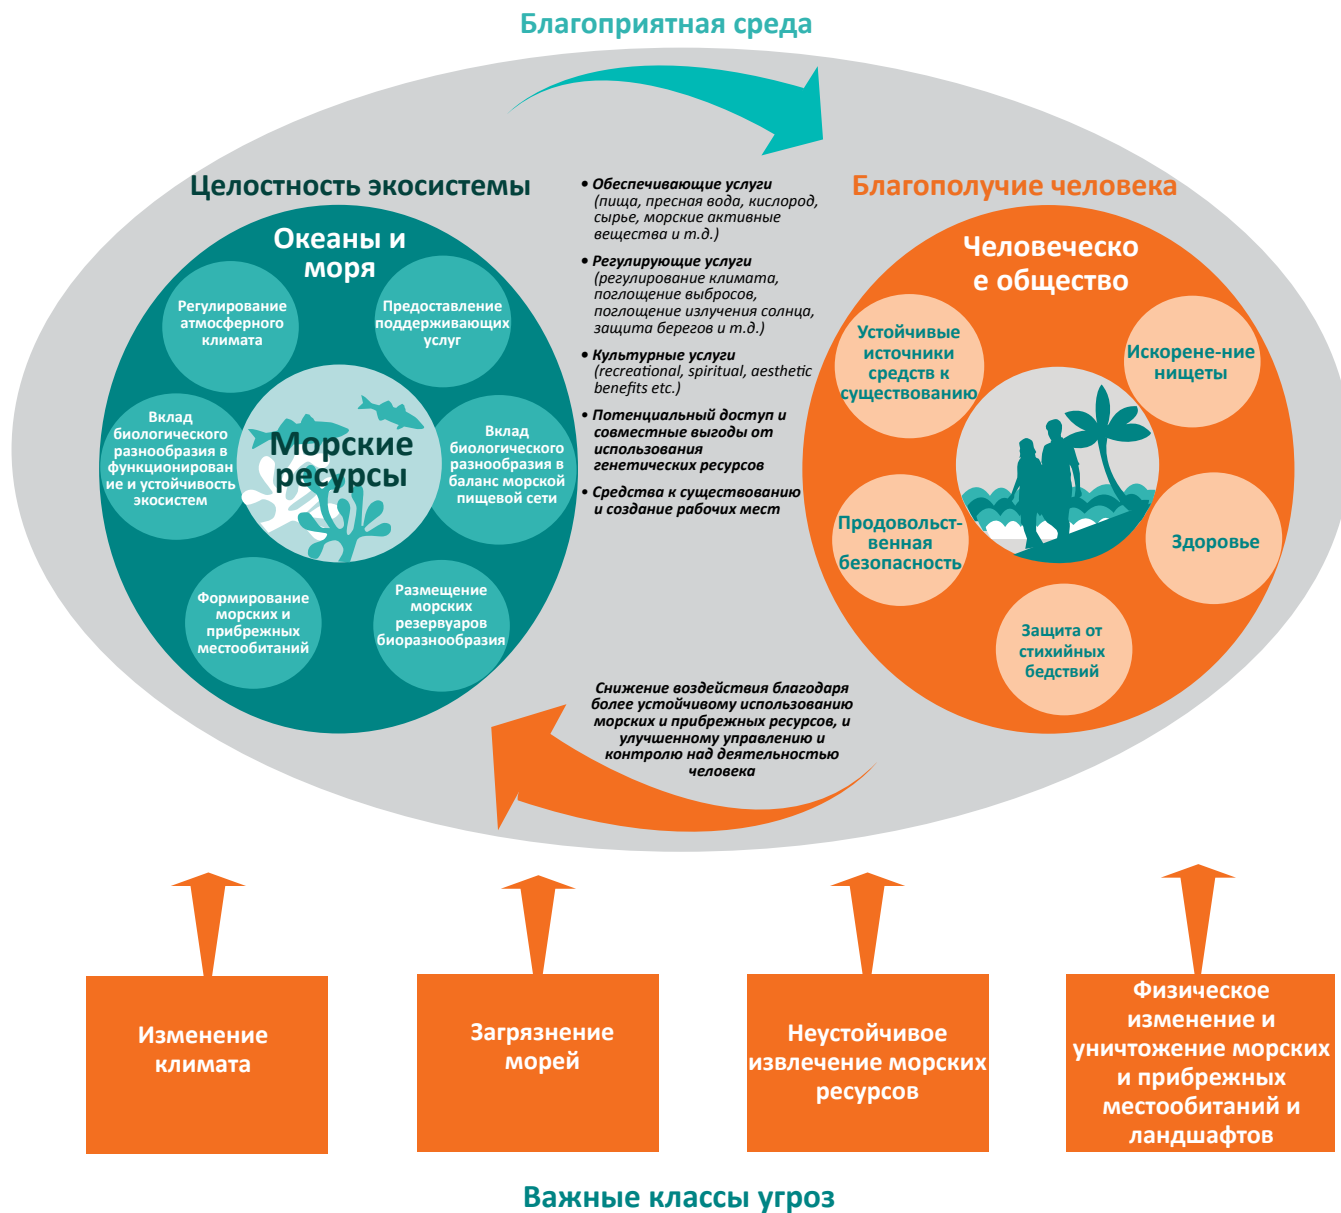 Благоприятная среда
Целостность экосистемы
Океаны и
моря
Регулирование
атмосферного
климата
Предоставление
поддерживающих
услуг
Вклад
биологического
разнообразия в
функционирован
ие и устойчивость
экосистем
Морские
ресурсы
Вклад
биологического
разнообразия в
баланс морской
пищевой сети
Формирование
морских и
прибрежных
местообитаний
Размещение
морских
резервуаров
биоразнообразия
• Обеспечивающие услуги
(пища, пресная вода, кислород,
сырье, морские активные
вещества и т.д.)
• Регулирующие услуги
(регулирование климата,
поглощение выбросов,
поглощение излучения солнца,
защита берегов и т.д.)
• Культурные услуги
(recreational, spiritual, aesthetic
benefits etc.)
• Потенциальный доступ и
совместные выгоды от
использования
генетических ресурсов
• Средства к существованию
и создание рабочих мест
Благополучие человека
Человеческо
е общество
Устойчивые
источники
средств к
существованию
Искорене-ние
нищеты
Продовольст-
венная
безопасность
Здоровье
Защита от
стихийных
бедствий
Снижение воздействия благодаря
более устойчивому использованию
морских и прибрежных ресурсов, и
улучшенному управлению и
контролю над деятельностью
человека
Изменение
климата
Загрязнение
морей
Неустойчивое
извлечение морских
ресурсов
Физическое
изменение и
уничтожение морских
и прибрежных
местообитаний и
ландшафтов
Важные классы угроз